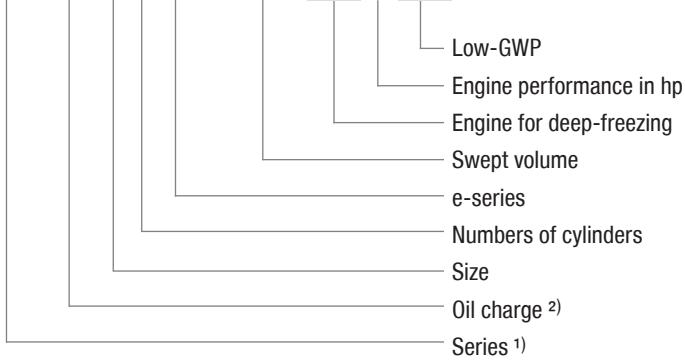 Low-GWP
Engine performance in hp
Engine for deep-freezing
Swept volume
e-series
Numbers of cylinders
Size
Oil charge ²⁾
Series ¹⁾